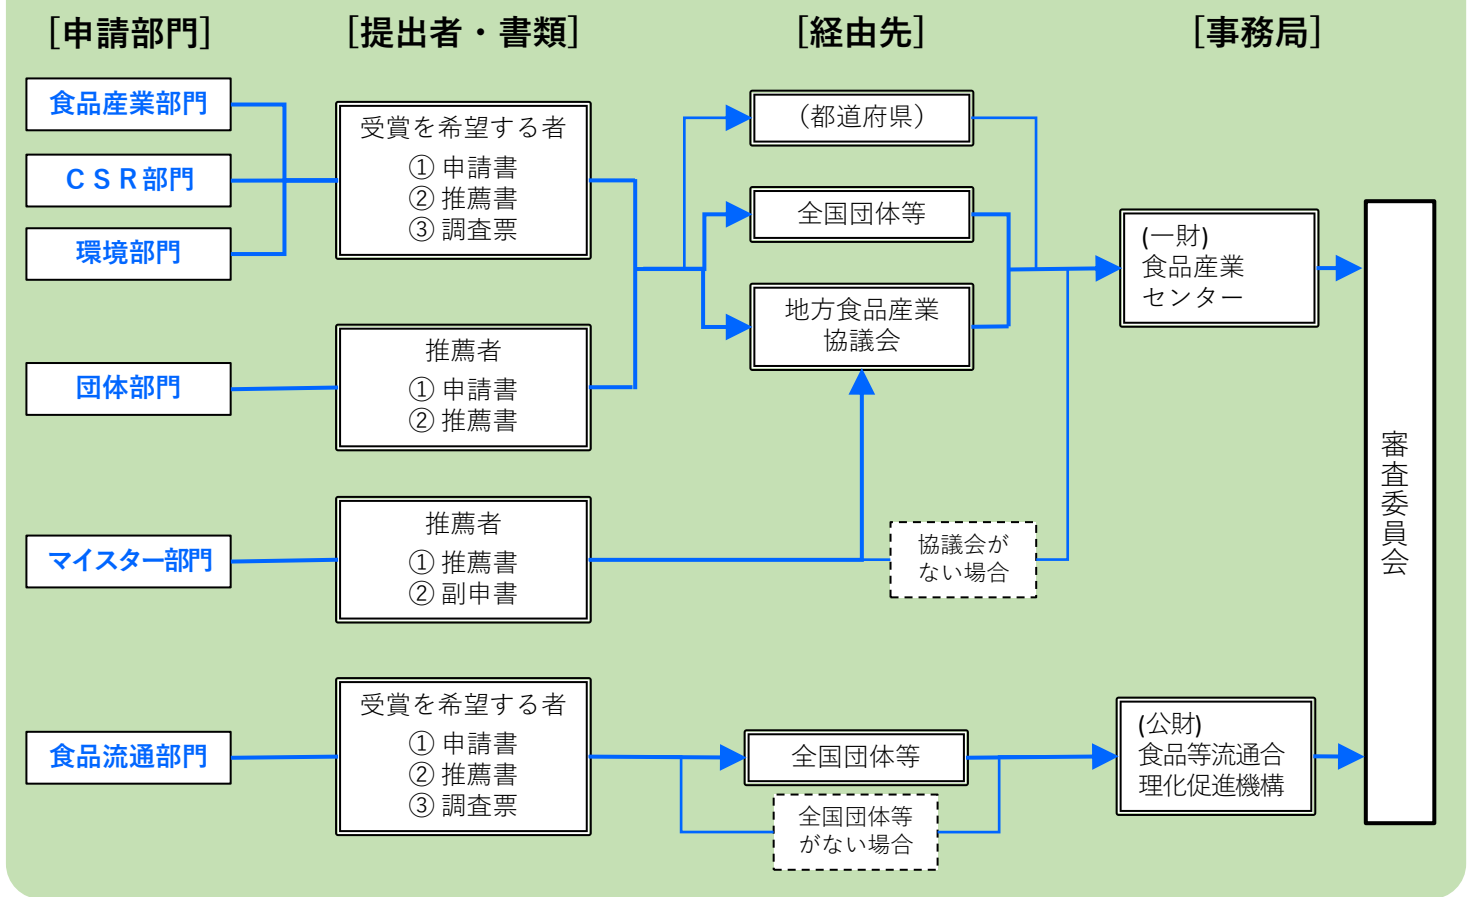 [申請部門]
[提出者・書類]
[経由先]
[事務局]
食品産業部門
ＣＳＲ部門
環境部門
受賞を希望する者
① 申請書
② 推薦書
③ 調査票
（都道府県）
全国団体等
地方食品産業
協議会
(一財)
食品産業
センター
団体部門
推薦者
① 申請書
② 推薦書
マイスター部門
推薦者
① 推薦書
② 副申書
協議会が
ない場合
食品流通部門
受賞を希望する者
① 申請書
② 推薦書
③ 調査票
全国団体等
全国団体等
がない場合
(公財)
食品等流通合
理化促進機構
審査委員会